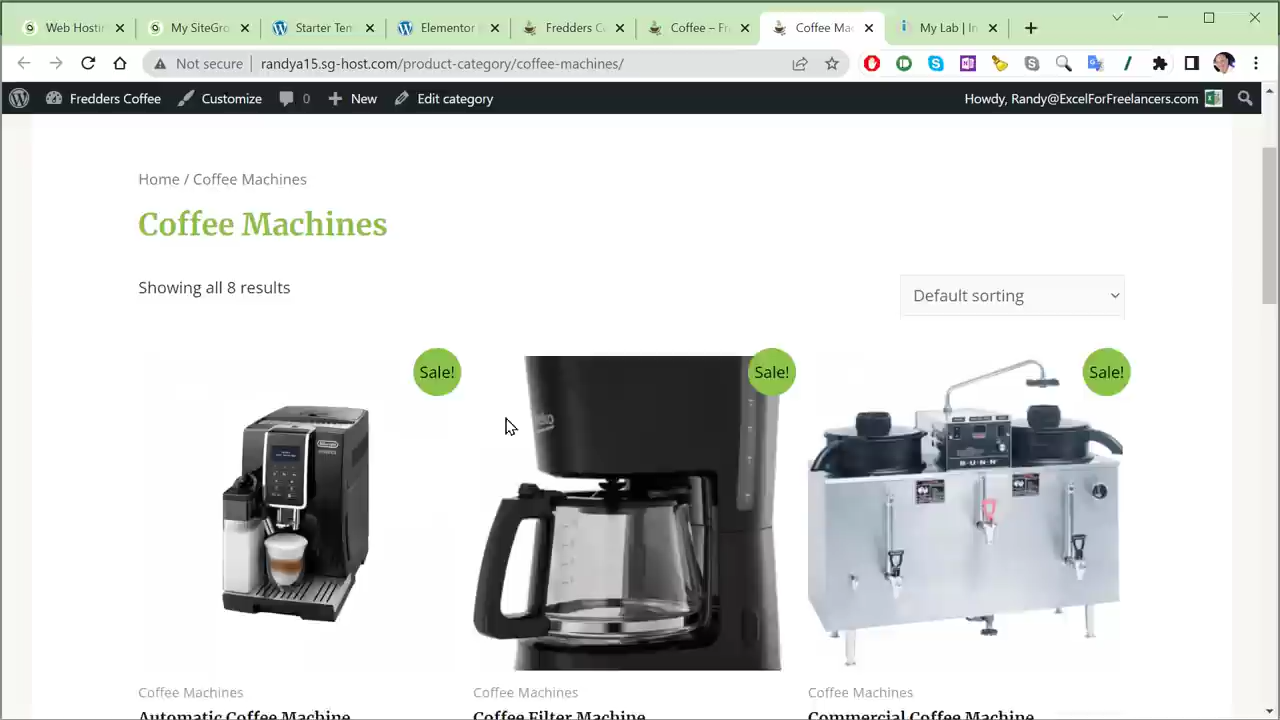 Web Hostin
My SiteGro
Starter Tem
Elementor
Fredders Co
Coffee – Fr
Coffee Mac
My Lab | In
Not secure
randya15.sg-host.com/product-category/coffee-machines/
Fredders Coffee
Customize
0
New
Edit category
Howdy, Randy@ExcelForFreelancers.com
Home / Coffee Machines
Coffee Machines
Showing all 8 results
Default sorting
Sale!
Sale!
Sale!
B·U·N·N
Coffee Machines
Coffee Machines
Coffee Machines
Automatic Coffee Machine
Coffee Filter Machine
Commercial Coffee Machine